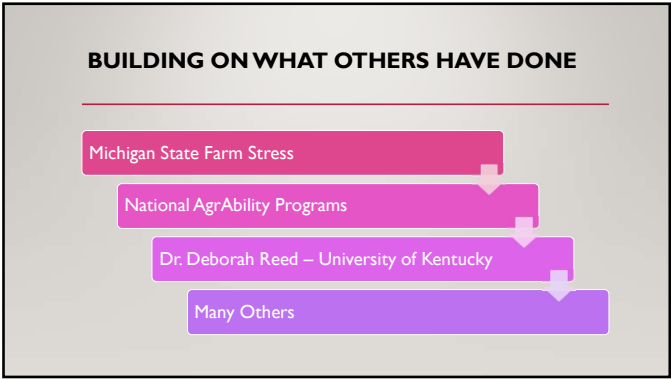 BUILDING ON WHAT OTHERS HAVE DONE
Michigan State Farm Stress
National AgrAbility Programs
Dr. Deborah Reed – University of Kentucky
Many Others